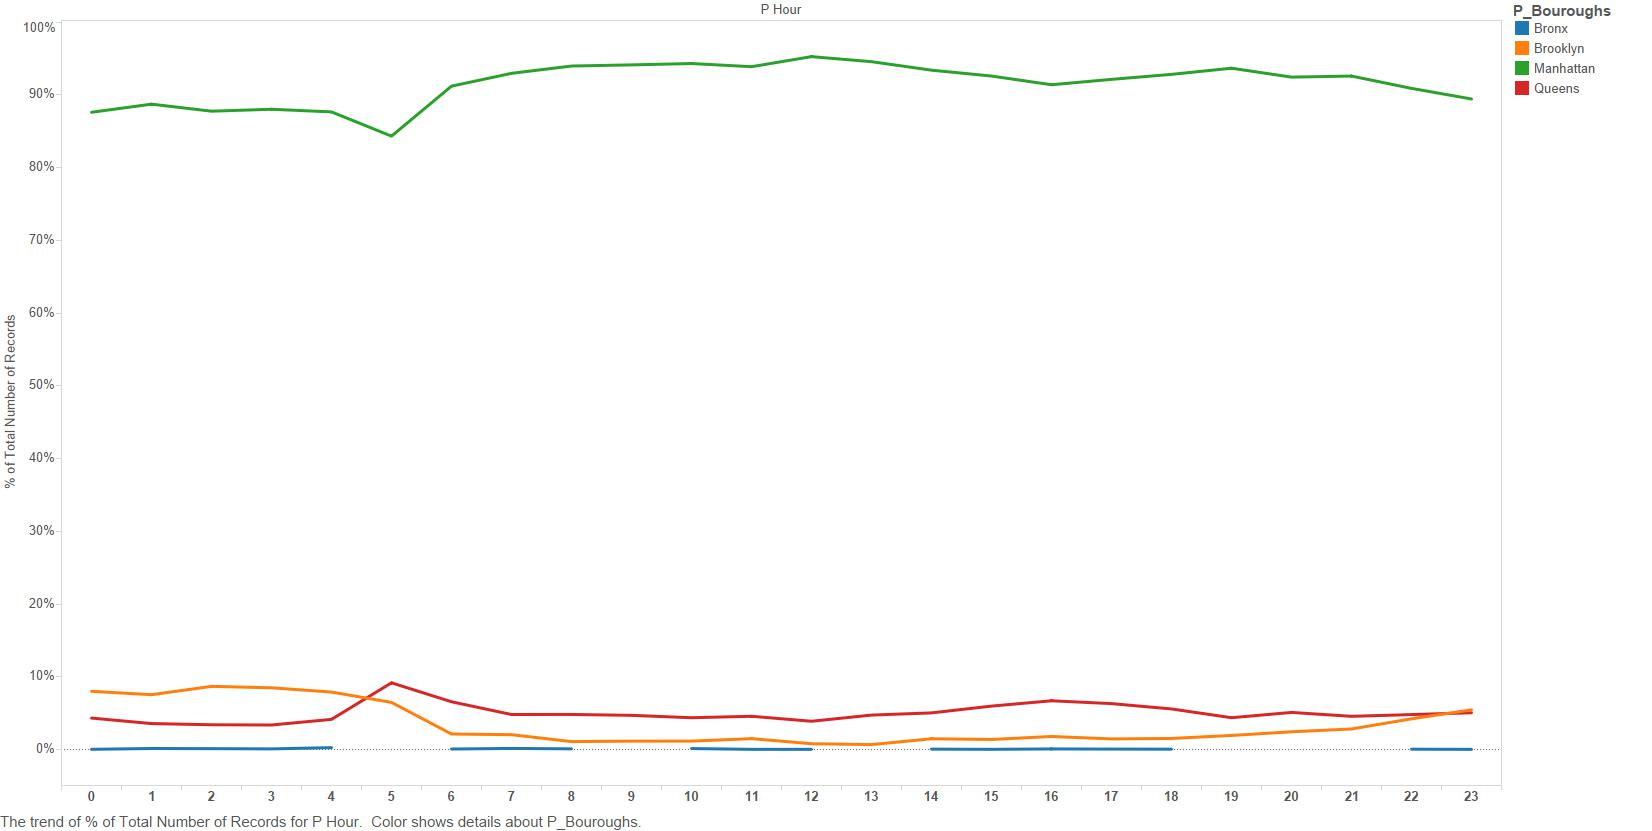 P Hour
P_Bouroughs
Bronx
Brooklyn
Manhattan
Queens
% of Total Number of Records
100%
90%
80%
70%
60%
50%
40%
30%
20%
10%
0%
0 1 2 3 4 5 6 7 8 9 10 11 12 13 14 15 16 17 18 19 20 21 22 23
The trend of % of Total Number of Records for P Hour.  Color shows details about P_Bouroughs.